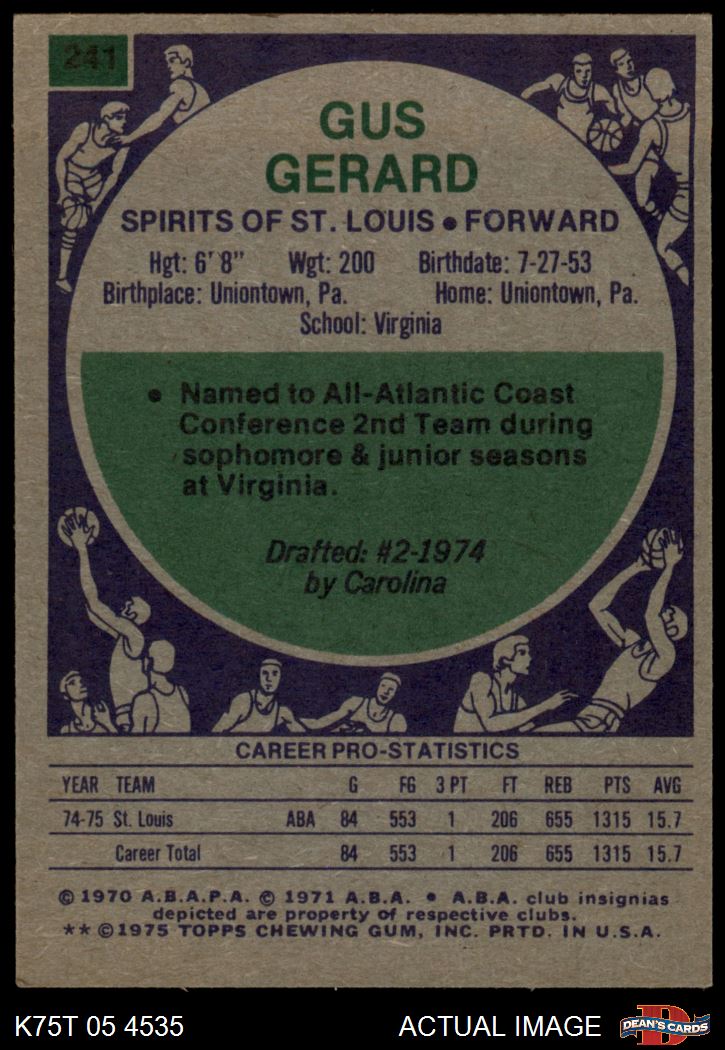 241
GUS
GERARD
SPIRITS OF ST. LOUIS • FORWARD
Hgt: 6' 8" Wgt: 200 Birthdate: 7-27-53
Birthplace: Uniontown, Pa. Home: Uniontown, Pa.
School: Virginia
• Named to All-Atlantic Coast
Conference 2nd Team during
sophomore & junior seasons
at Virginia.
Drafted: #2-1974
by Carolina
CAREER PRO-STATISTICS
YEAR TEAM G FG 3 PT FT REB PTS AVG
74-75 St. Louis ABA 84 553 1 206 655 1315 15.7
Career Total 84 553 1 206 655 1315 15.7
© 1970 A.B.A.P.A. © 1971 A.B.A. • A.B.A. club insignias
depicted are property of respective clubs.
** ©1975 TOPPS CHEWING GUM, INC. PRTD. IN U.S.A.
K75T 05 4535 ACTUAL IMAGE
D
DEAN'S CARDS